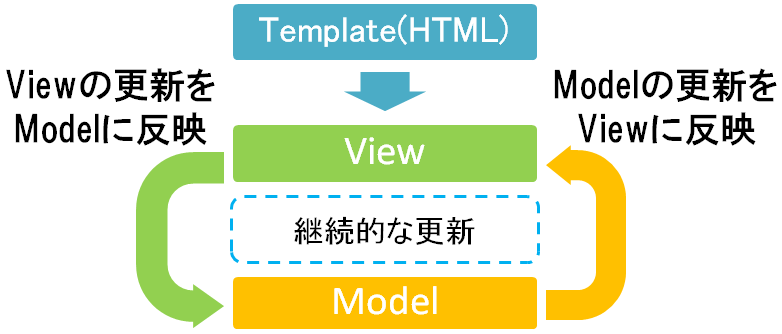 Template(HTML)
Viewの更新を
Modelに反映
Modelの更新を
Viewに反映
View
継続的な更新
Model